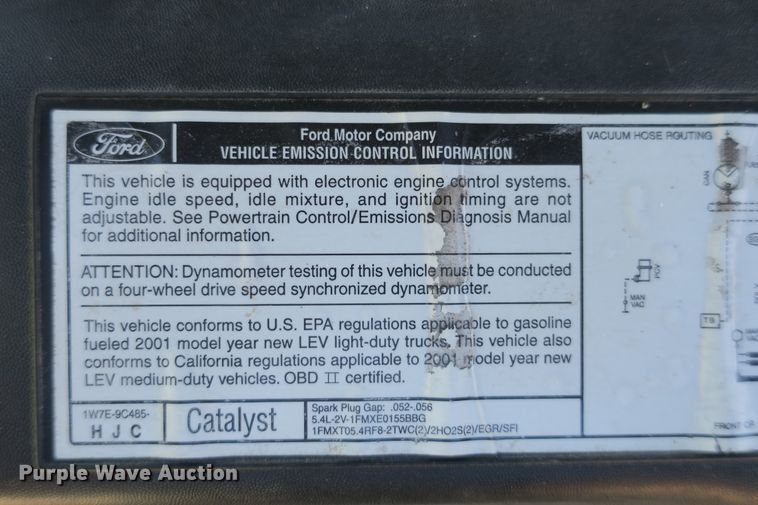 Ford
Ford Motor Company
VEHICLE EMISSION CONTROL INFORMATION
This vehicle is equipped with electronic engine control systems.
Engine idle speed, idle mixture, and ignition timing are not
adjustable. See Powertrain Control/Emissions Diagnosis Manual
for additional information.
ATTENTION: Dynamometer testing of this vehicle must be conducted
on a four-wheel drive speed synchronized dynamometer.
This vehicle conforms to U.S. EPA regulations applicable to gasoline
fueled 2001 model year new LEV light-duty trucks. This vehicle also
conforms to California regulations applicable to 2001 model year new
LEV medium-duty vehicles. OBD II certified.
1W7E-9C485-
H J C
Catalyst
Spark Plug Gap: .052-.056
5.4L-2V-1FMXE0155BBG
1FMXT05.4RF8-2TWC(2)/2HO2S(2)/EGR/SFI
VACUUM HOSE ROUTING
CAN
PCV
MAN
VAC
TB
FRONT OF
Purple Wave Auction